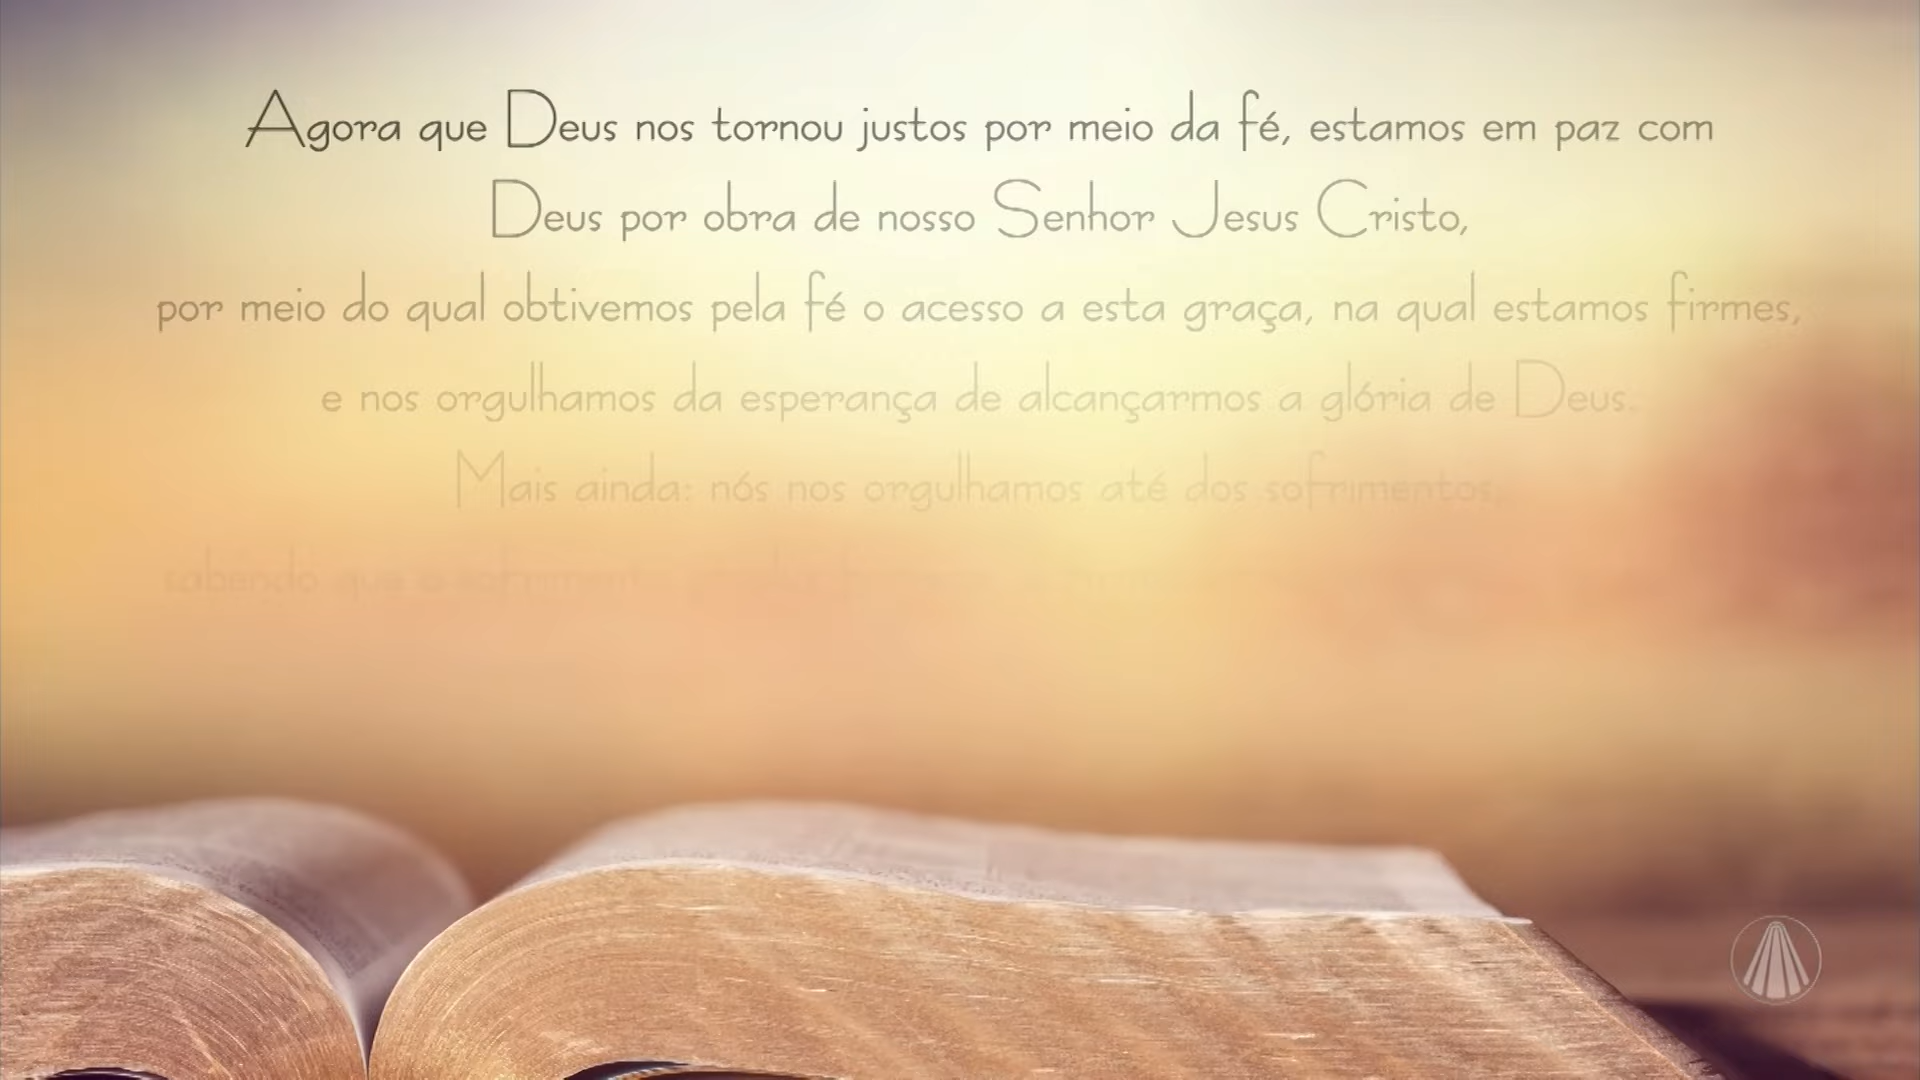 Agora que Deus nos tornou justos por meio da fé, estamos em paz com
Deus por obra de nosso Senhor Jesus Cristo,
por meio do qual obtivemos pela fé o acesso a esta graça, na qual estamos firmes,
e nos orgulhamos da esperança de alcançarmos a glória de Deus.
Mais ainda: nós nos orgulhamos até dos sofrimentos,
sabendo que o